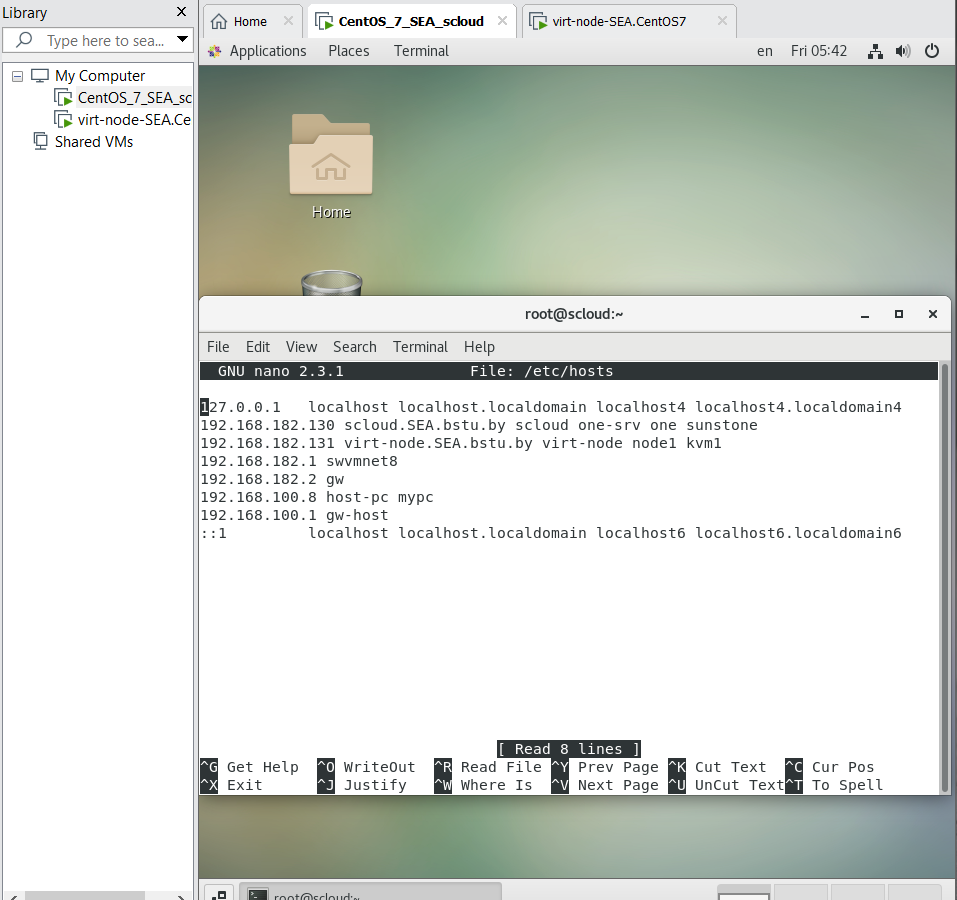 Library
Type here to sea...
My Computer
CentOS_7_SEA_sc
virt-node-SEA.Ce
Shared VMs
Home CentOS_7_SEA_scloud virt-node-SEA.CentOS7
Applications Places Terminal en Fri 05:42
Home
root@scloud:~
File Edit View Search Terminal Help
GNU nano 2.3.1 File: /etc/hosts
127.0.0.1 localhost localhost.localdomain localhost4 localhost4.localdomain4
192.168.182.130 scloud.SEA.bstu.by scloud one-srv one sunstone
192.168.182.131 virt-node.SEA.bstu.by virt-node node1 kvm1
192.168.182.1 swvmnet8
192.168.182.2 gw
192.168.100.8 host-pc mypc
192.168.100.1 gw-host
::1 localhost localhost.localdomain localhost6 localhost6.localdomain6
[ Read 8 lines ]
^G Get Help ^O WriteOut ^R Read File ^Y Prev Page ^K Cut Text ^C Cur Pos
^X Exit ^J Justify ^W Where Is ^V Next Page ^U UnCut Text ^T To Spell
root@scloud:~